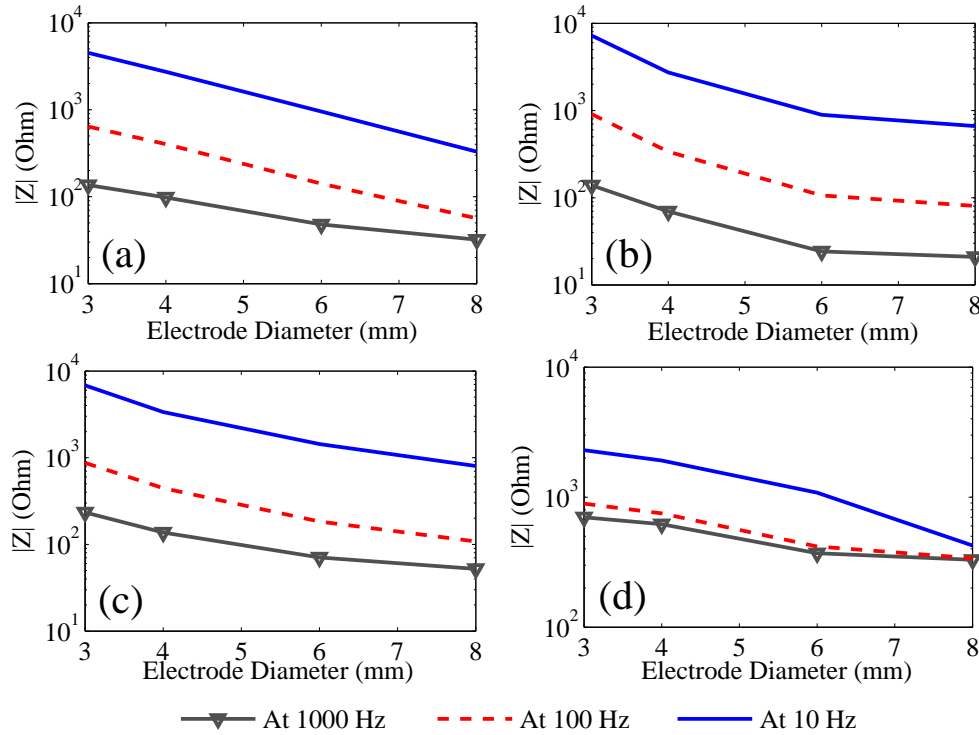 10^4
10^3
10^2
10^1
|Z| (Ohm)
(a)
3 4 5 6 7 8
Electrode Diameter (mm)
10^4
10^3
10^2
10^1
|Z| (Ohm)
(b)
3 4 5 6 7 8
Electrode Diameter (mm)
10^4
10^3
10^2
10^1
|Z| (Ohm)
(c)
3 4 5 6 7 8
Electrode Diameter (mm)
10^4
10^3
10^2
|Z| (Ohm)
(d)
3 4 5 6 7 8
Electrode Diameter (mm)
At 1000 Hz At 100 Hz At 10 Hz